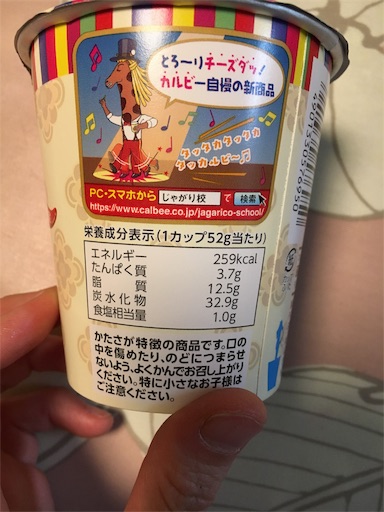 とろ〜りチーズダッ!
カルビー自慢の新商品
タッタカタッタカ
タッカルビ〜♫
PC・スマホから じゃがり校 で 検索
https://www.calbee.co.jp/jagarico-school/
栄養成分表示(1カップ52g当たり)
エネルギー 259kcal
たんぱく質 3.7g
脂質 12.5g
炭水化物 32.9g
食塩相当量 1.0g
かたさが特徴の商品です。口の
中を傷めたり、のどにつまらせ
ないよう、よくかんでお召し上がり
ください。特に小さなお子様は
ご注意ください。